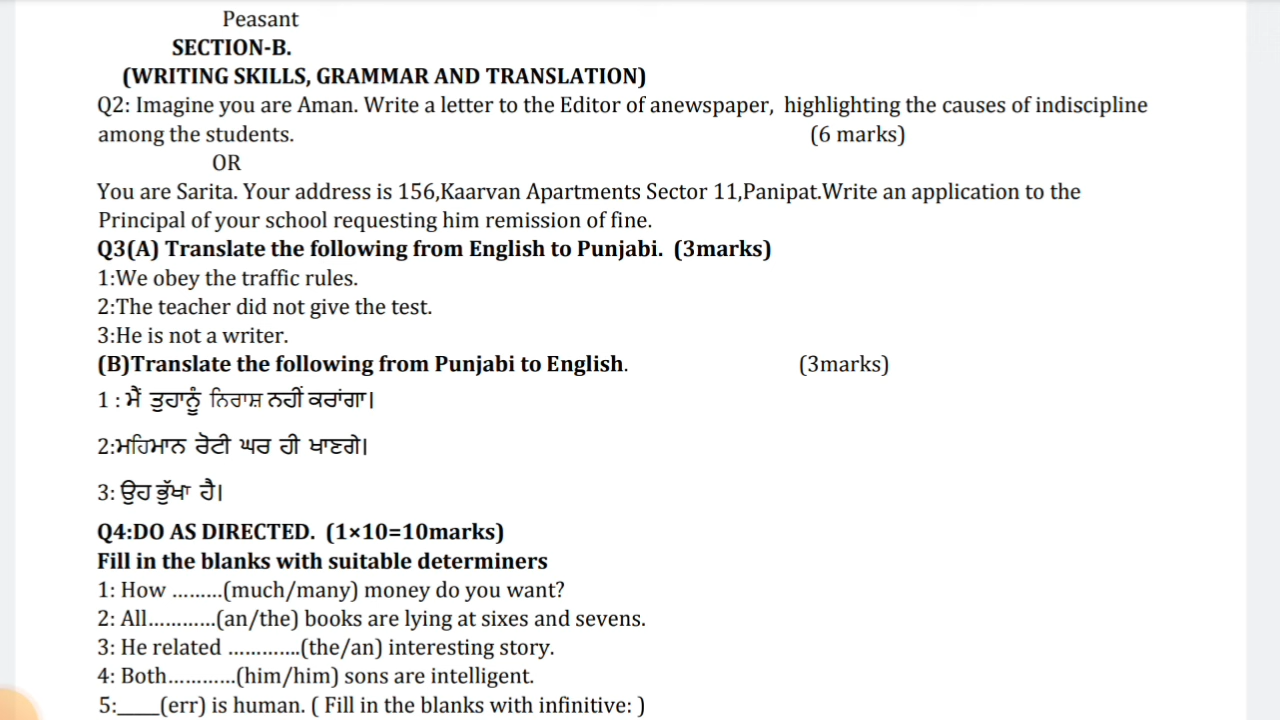 Peasant
SECTION-B.
(WRITING SKILLS, GRAMMAR AND TRANSLATION)
Q2: Imagine you are Aman. Write a letter to the Editor of anewspaper, highlighting the causes of indiscipline
among the students. (6 marks)
OR
You are Sarita. Your address is 156,Kaarvan Apartments Sector 11,Panipat.Write an application to the
Principal of your school requesting him remission of fine.
Q3(A) Translate the following from English to Punjabi. (3marks)
1:We obey the traffic rules.
2:The teacher did not give the test.
3:He is not a writer.
(B)Translate the following from Punjabi to English. (3marks)
1 : ਮੈਂ ਤੁਹਾਨੂੰ ਨਿਰਾਸ਼ ਨਹੀਂ ਕਰਾਂਗਾ।
2:ਮਹਿਮਾਨ ਰੋਟੀ ਘਰ ਹੀ ਖਾਣਗੇ।
3: ਉਹ ਭੁੱਖਾ ਹੈ।
Q4:DO AS DIRECTED. (1×10=10marks)
Fill in the blanks with suitable determiners
1: How .........(much/many) money do you want?
2: All............(an/the) books are lying at sixes and sevens.
3: He related .............(the/an) interesting story.
4: Both............(him/him) sons are intelligent.
5:____(err) is human. ( Fill in the blanks with infinitive: )